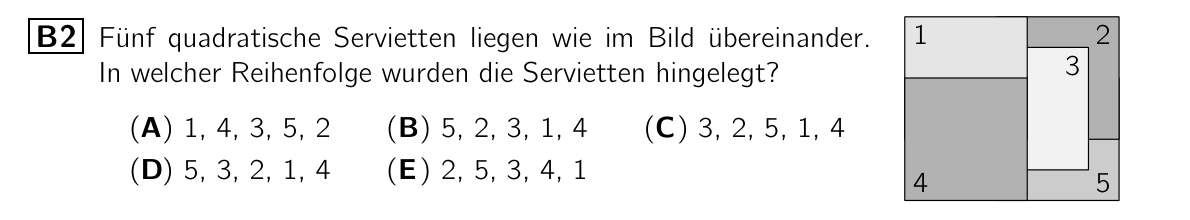 B2 Fünf quadratische Servietten liegen wie im Bild übereinander.
In welcher Reihenfolge wurden die Servietten hingelegt?
(A) 1, 4, 3, 5, 2 (B) 5, 2, 3, 1, 4 (C) 3, 2, 5, 1, 4
(D) 5, 3, 2, 1, 4 (E) 2, 5, 3, 4, 1
1 2
3
4 5